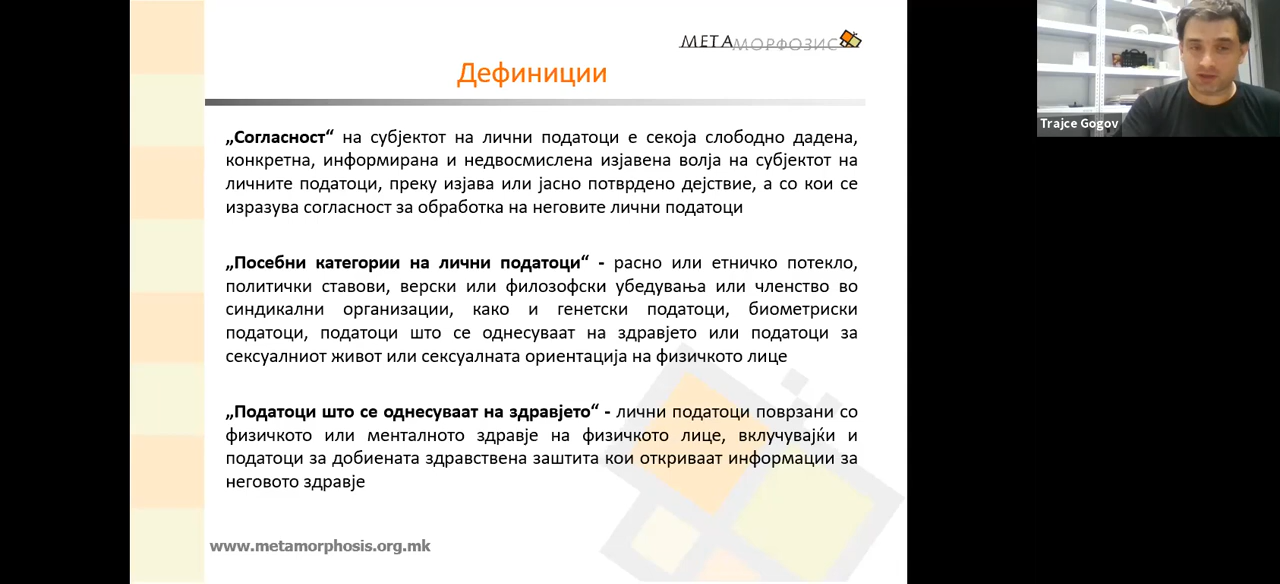 МЕТАМОРФОЗИС
Дефиниции
„Согласност“ на субјектот на лични податоци е секоја слободно дадена,
конкретна, информирана и недвосмислена изјавена волја на субјектот на
личните податоци, преку изјава или јасно потврдено дејствие, а со кои се
изразува согласност за обработка на неговите лични податоци
„Посебни категории на лични податоци“ - расно или етничко потекло,
политички ставови, верски или филозофски убедувања или членство во
синдикални организации, како и генетски податоци, биометриски
податоци, податоци што се однесуваат на здравјето или податоци за
сексуалниот живот или сексуалната ориентација на физичкото лице
„Податоци што се однесуваат на здравјето“ - лични податоци поврзани со
физичкото или менталното здравје на физичкото лице, вклучувајќи и
податоци за добиената здравствена заштита кои откриваат информации за
неговото здравје
www.metamorphosis.org.mk
Trajce Gogov